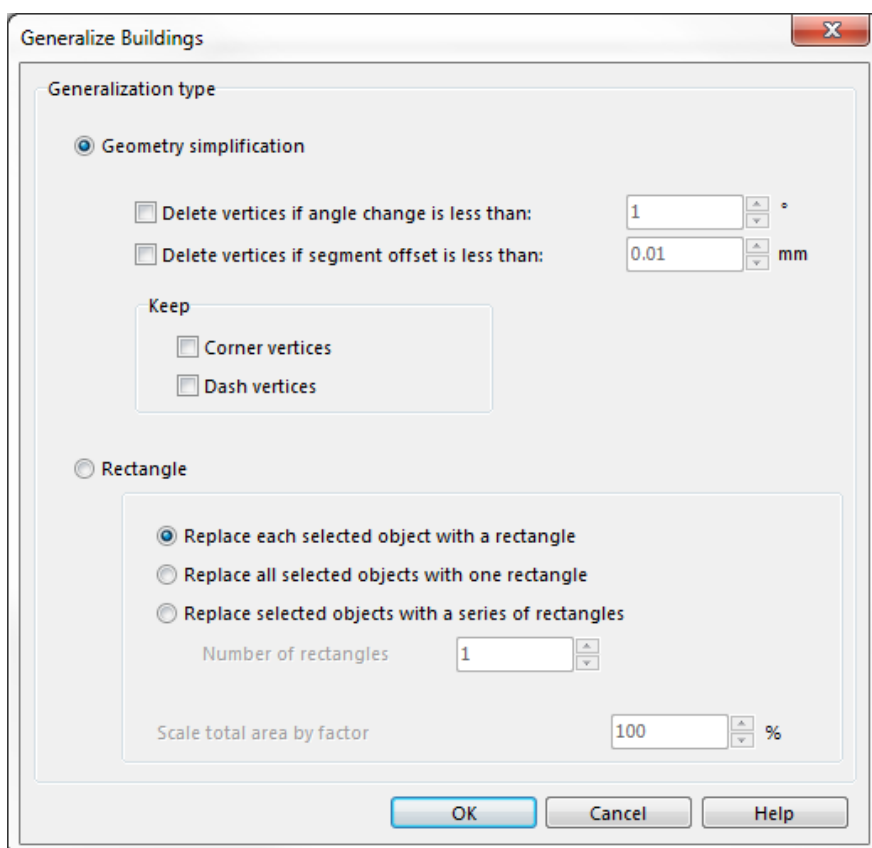 Generalize Buildings
Generalization type
Geometry simplification
Delete vertices if angle change is less than: 1 °
Delete vertices if segment offset is less than: 0.01 mm
Keep
Corner vertices
Dash vertices
Rectangle
Replace each selected object with a rectangle
Replace all selected objects with one rectangle
Replace selected objects with a series of rectangles
Number of rectangles 1
Scale total area by factor 100 %
OK Cancel Help